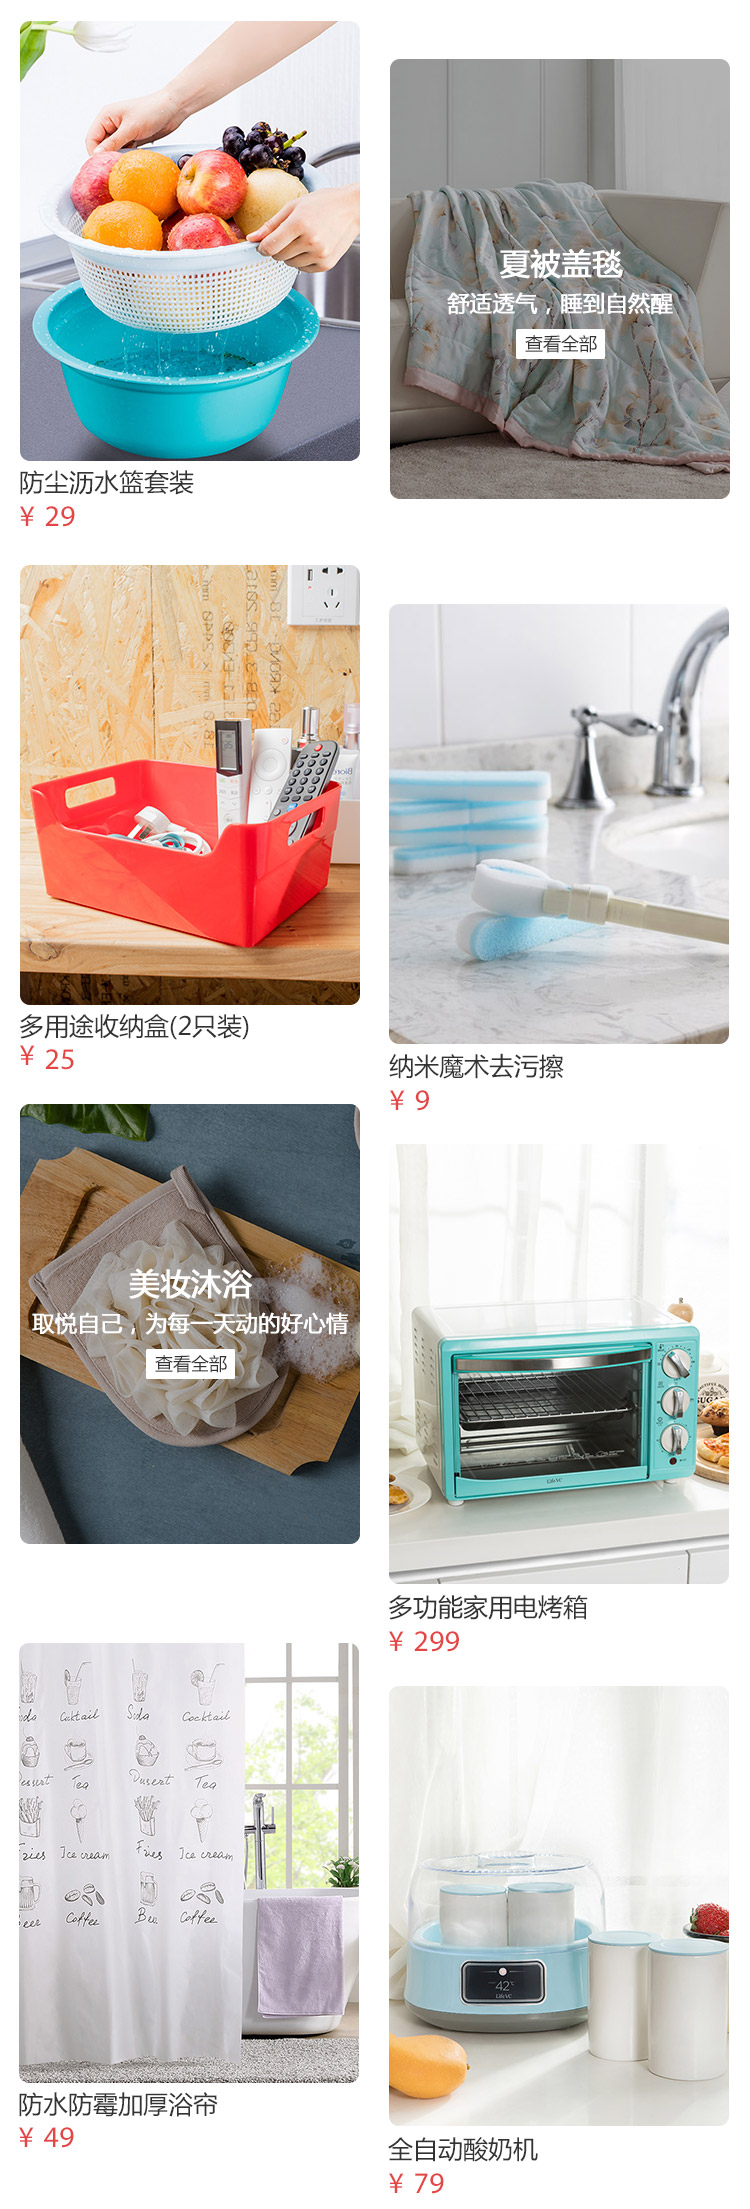 夏被盖毯
舒适透气，睡到自然醒
查看全部
防尘沥水篮套装
¥ 29
多用途收纳盒(2只装)
¥ 25
纳米魔术去污擦
¥ 9
美妆沐浴
取悦自己，为每一天动的好心情
查看全部
LifeVC
多功能家用电烤箱
¥ 299
Cocktail
Soda
Cocktail
Tea
Dessert
Tea
Ice cream
Fries
Ice cream
Coffee
Coffee
防水防霉加厚浴帘
¥ 49
42℃
LifeVC
全自动酸奶机
¥ 79